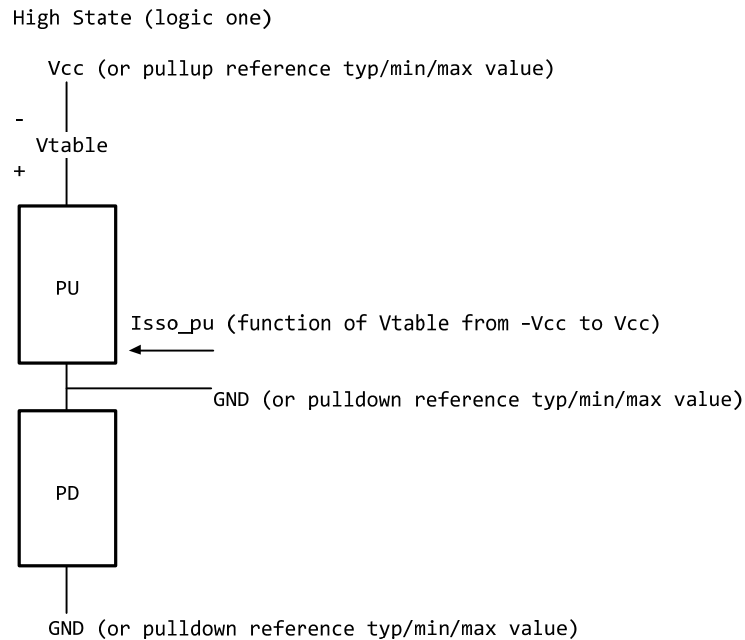 High State (logic one)
Vcc (or pullup reference typ/min/max value)
-
Vtable
+
PU
Isso_pu (function of Vtable from -Vcc to Vcc)
GND (or pulldown reference typ/min/max value)
PD
GND (or pulldown reference typ/min/max value)